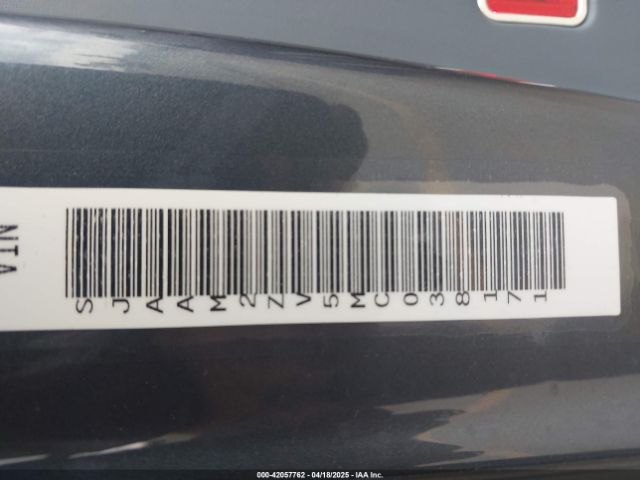 VIN
SJAAM2ZV5MC038171
000-42057762 - 04/18/2025 - IAA Inc.